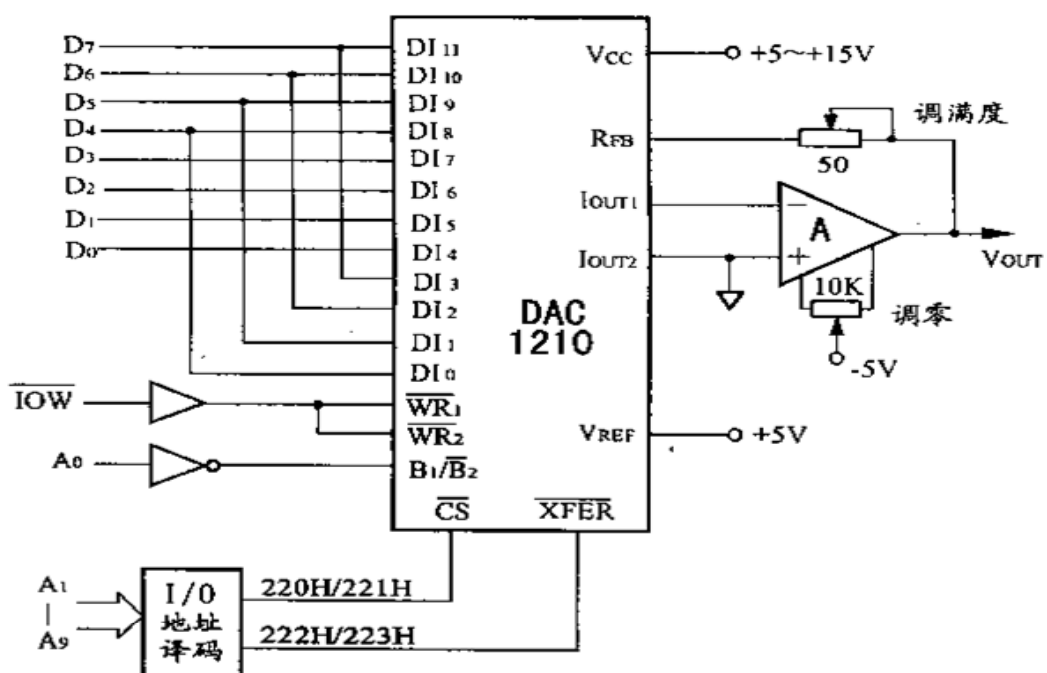 D7
D6
D5
D4
D3
D2
D1
D0
DI11
DI10
DI9
DI8
DI7
DI6
DI5
DI4
DI3
DI2
DI1
DI0
IOW
WR1
WR2
A0
B1/B2
CS
XFER
DAC
1210
VCC
+5~+15V
RFB
50
调满度
IOUT1
IOUT2
A
VOUT
10K
调零
-5V
VREF
+5V
A1
A9
I/O
地址
译码
220H/221H
222H/223H